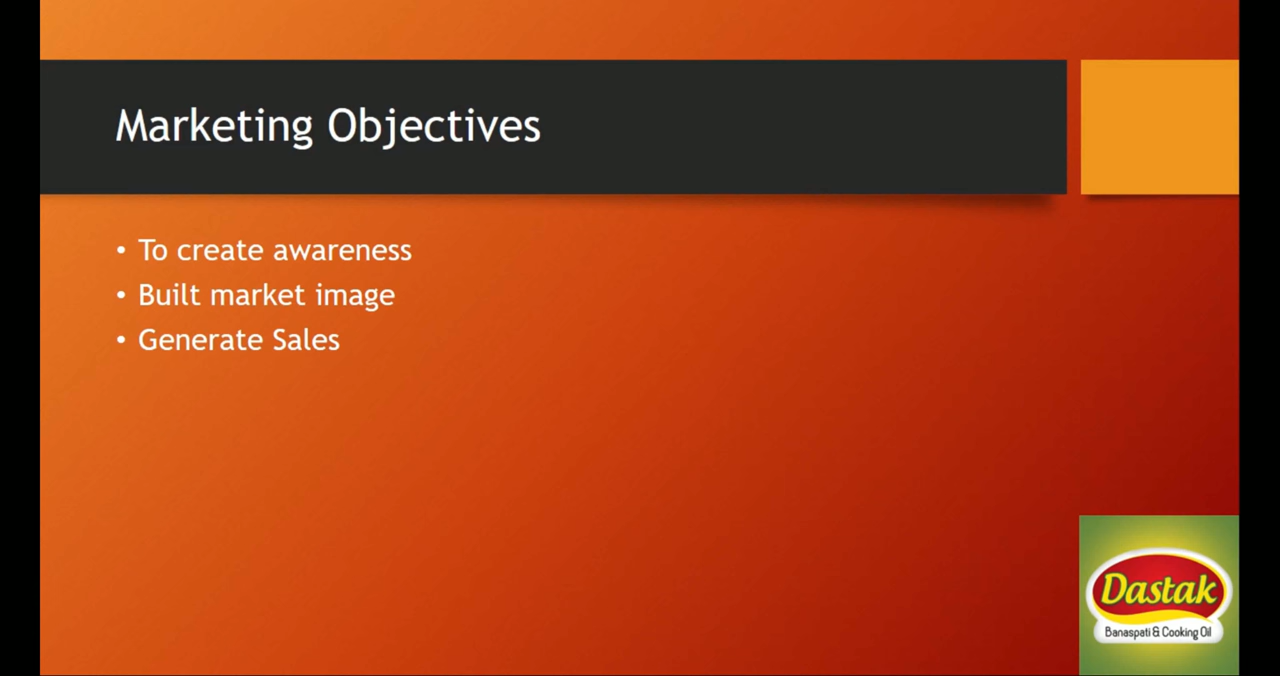 Marketing Objectives
• To create awareness
• Built market image
• Generate Sales
Dastak
Banaspati & Cooking Oil